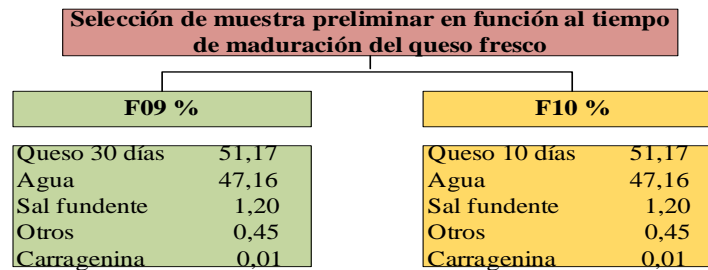 Selección de muestra preliminar en función al tiempo
de maduración del queso fresco
F09 %
Queso 30 días 51,17
Agua 47,16
Sal fundente 1,20
Otros 0,45
Carragenina 0,01
F10 %
Queso 10 días 51,17
Agua 47,16
Sal fundente 1,20
Otros 0,45
Carragenina 0,01